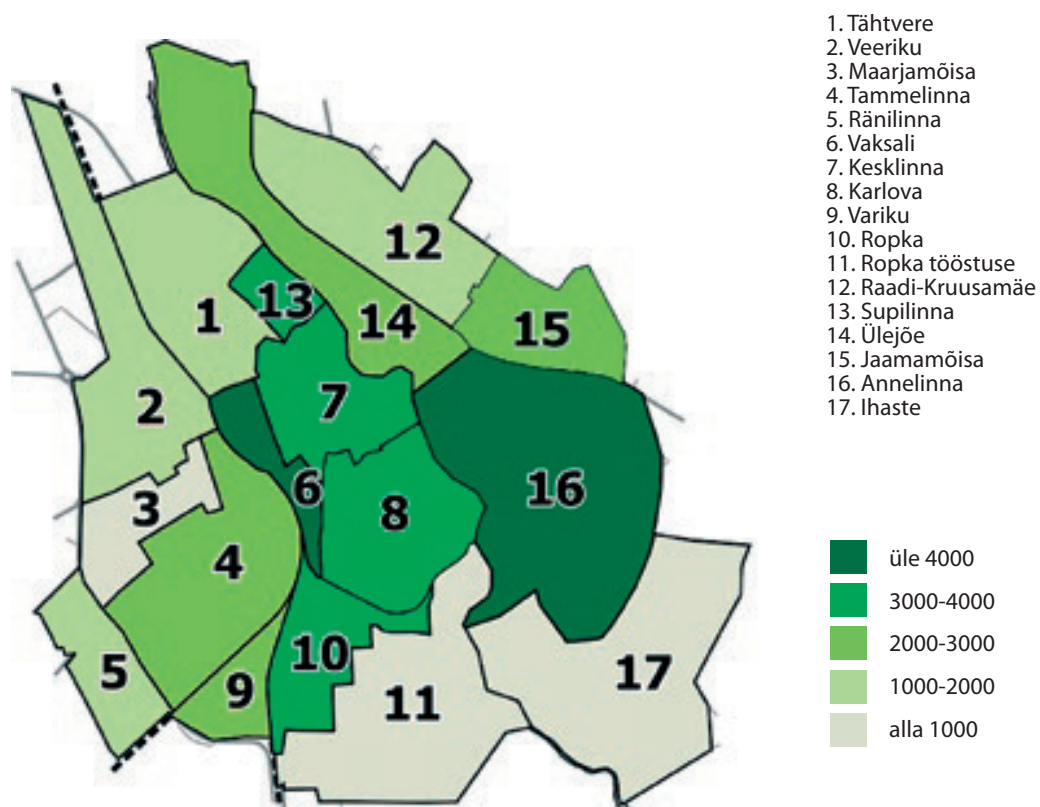 1. Tähtvere
2. Veeriku
3. Maarjamõisa
4. Tammelinna
5. Ränilinna
6. Vaksali
7. Kesklinna
8. Karlova
9. Variku
10. Ropka
11. Ropka tööstuse
12. Raadi-Kruusamäe
13. Supilinna
14. Ülejõe
15. Jaamamõisa
16. Annelinna
17. Ihaste
12
13
1
14
15
2
7
6
16
3
8
4
10
5
9
11
17
üle 4000
3000-4000
2000-3000
1000-2000
alla 1000